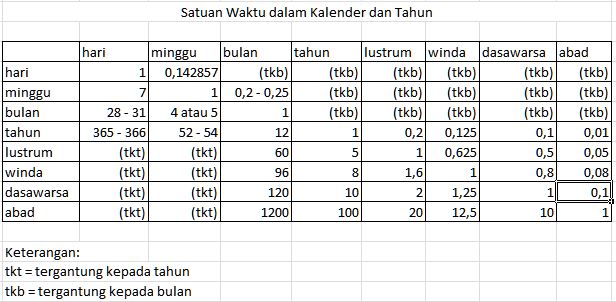 Satuan Waktu dalam Kalender dan Tahun
hari minggu bulan tahun lustrum winda dasawarsa abad
hari 1 0,142857 (tkb) (tkb) (tkb) (tkb) (tkb) (tkb)
minggu 7 1 0,2 - 0,25 (tkb) (tkb) (tkb) (tkb) (tkb)
bulan 28 - 31 4 atau 5 1 (tkb) (tkb) (tkb) (tkb) (tkb)
tahun 365 - 366 52 - 54 12 1 0,2 0,125 0,1 0,01
lustrum (tkt) (tkt) 60 5 1 0,625 0,5 0,05
winda (tkt) (tkt) 96 8 1,6 1 0,8 0,08
dasawarsa (tkt) (tkt) 120 10 2 1,25 1 0,1
abad (tkt) (tkt) 1200 100 20 12,5 10 1
Keterangan:
tkt = tergantung kepada tahun
tkb = tergantung kepada bulan